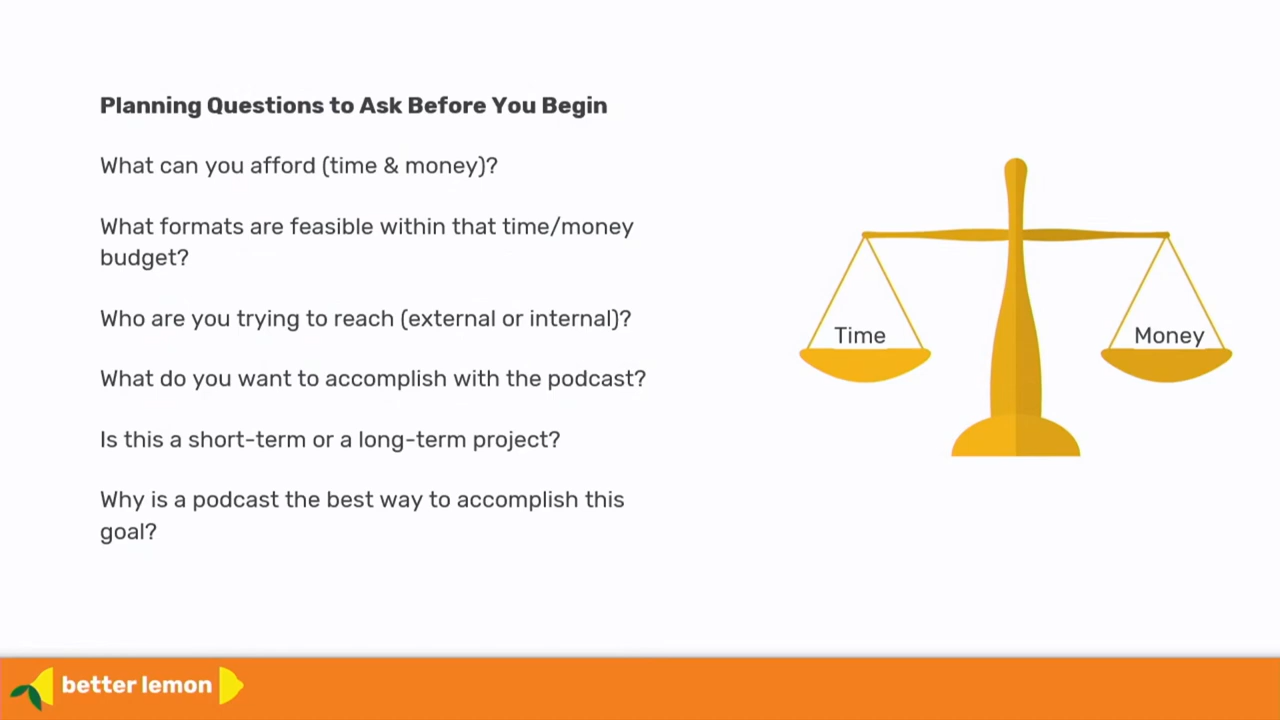 Planning Questions to Ask Before You Begin
What can you afford (time & money)?
What formats are feasible within that time/money
budget?
Who are you trying to reach (external or internal)?
What do you want to accomplish with the podcast?
Is this a short-term or a long-term project?
Why is a podcast the best way to accomplish this
goal?
Time
Money
better lemon